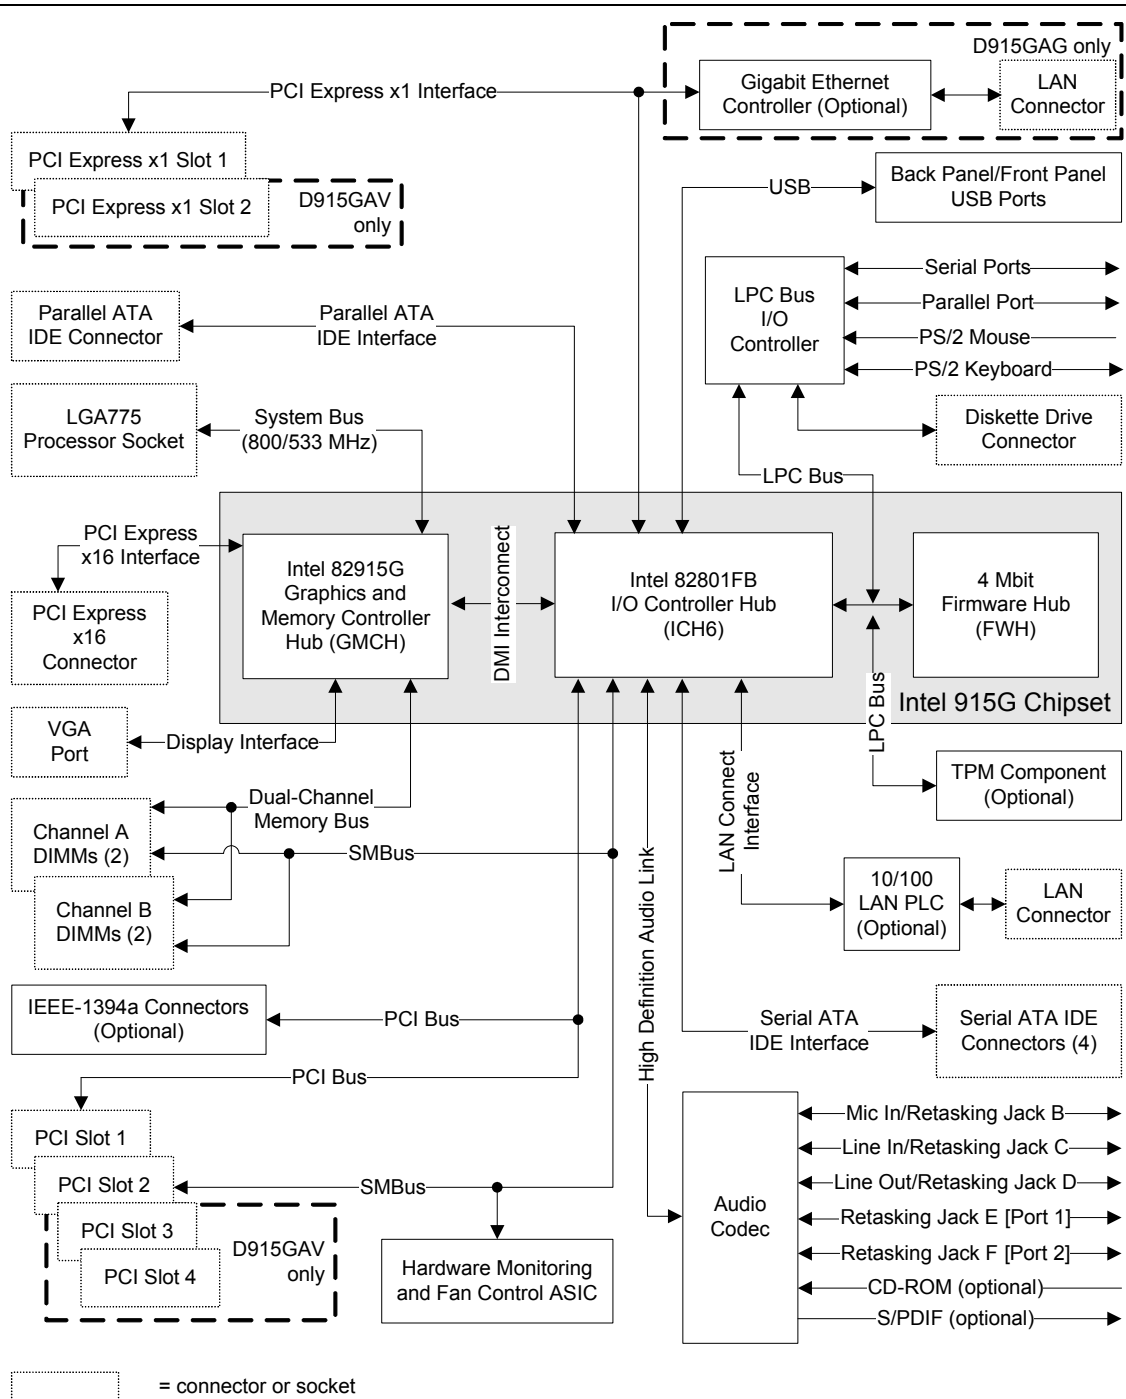 D915GAG only
PCI Express x1 Interface
Gigabit Ethernet
Controller (Optional)
LAN
Connector
PCI Express x1 Slot 1
PCI Express x1 Slot 2
D915GAV
only
USB
Back Panel/Front Panel
USB Ports
LPC Bus
I/O
Controller
Serial Ports
Parallel Port
PS/2 Mouse
PS/2 Keyboard
Parallel ATA
IDE Connector
Parallel ATA
IDE Interface
LGA775
Processor Socket
System Bus
(800/533 MHz)
Diskette Drive
Connector
LPC Bus
PCI Express
x16 Interface
PCI Express
x16
Connector
Intel 82915G
Graphics and
Memory Controller
Hub (GMCH)
DMI Interconnect
Intel 82801FB
I/O Controller Hub
(ICH6)
4 Mbit
Firmware Hub
(FWH)
LPC Bus
Intel 915G Chipset
VGA
Port
Display Interface
TPM Component
(Optional)
Dual-Channel
Memory Bus
Channel A
DIMMs (2)
SMBus
Channel B
DIMMs (2)
High Definition Audio Link
LAN Connect
Interface
10/100
LAN PLC
(Optional)
LAN
Connector
IEEE-1394a Connectors
(Optional)
PCI Bus
Serial ATA
IDE Interface
Serial ATA IDE
Connectors (4)
PCI Bus
PCI Slot 1
PCI Slot 2
PCI Slot 3
PCI Slot 4
D915GAV
only
SMBus
Hardware Monitoring
and Fan Control ASIC
Audio
Codec
Mic In/Retasking Jack B
Line In/Retasking Jack C
Line Out/Retasking Jack D
Retasking Jack E [Port 1]
Retasking Jack F [Port 2]
CD-ROM (optional)
S/PDIF (optional)
= connector or socket